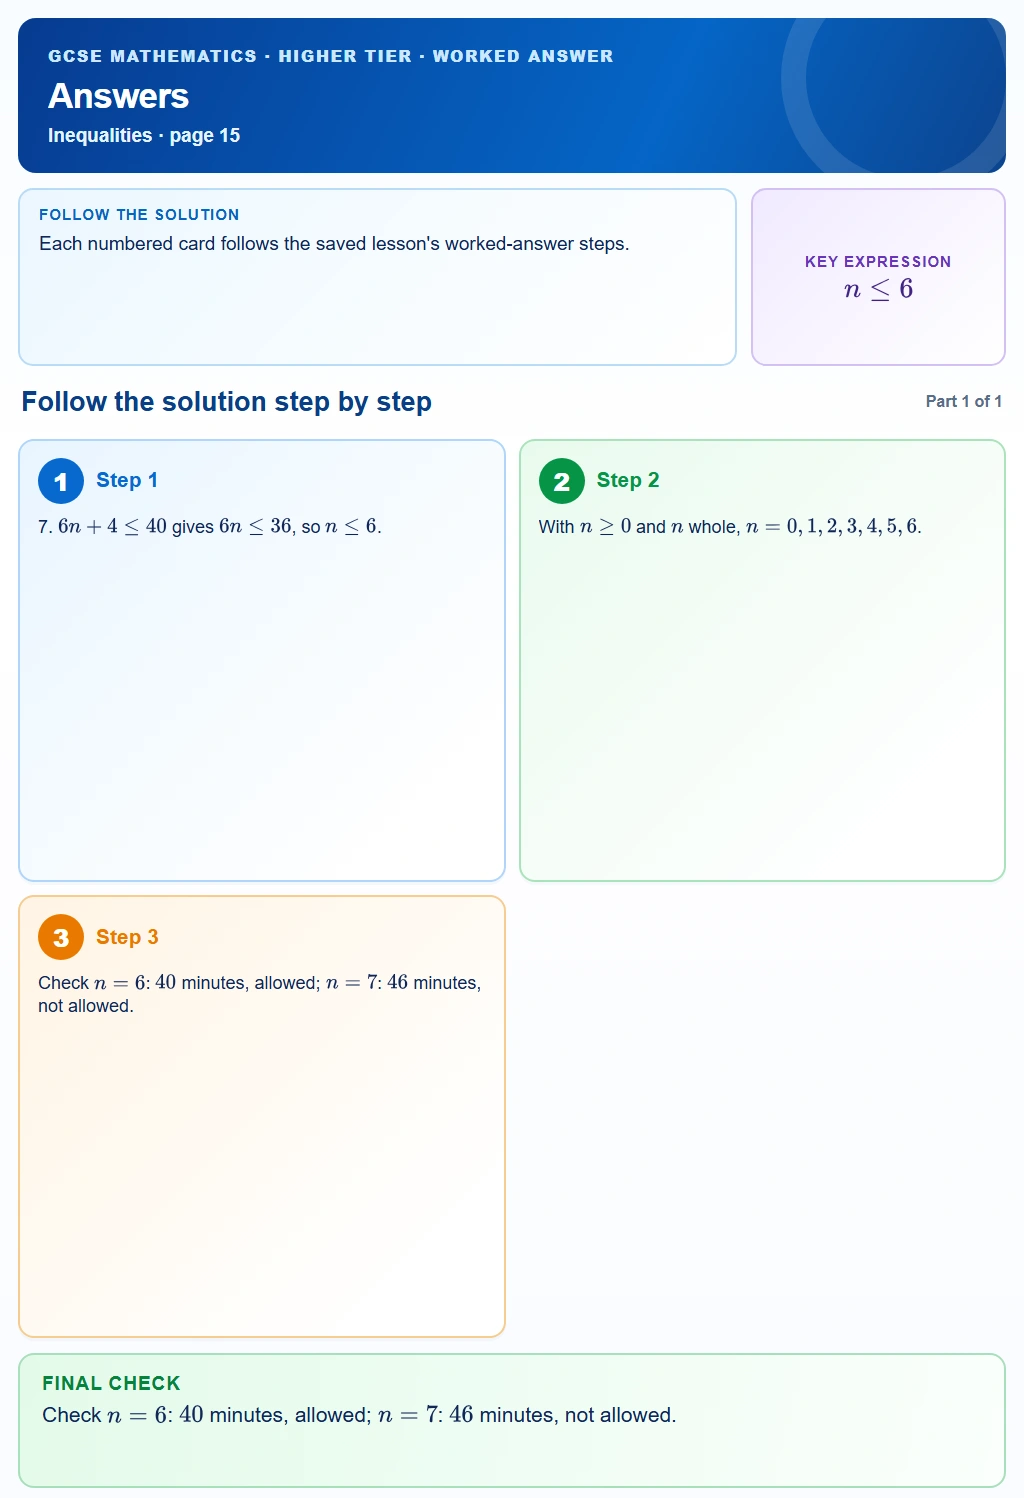 GCSE MATHEMATICS · HIGHER TIER · WORKED ANSWER
Answers
Inequalities · page 15
FOLLOW THE SOLUTION
Each numbered card follows the saved lesson's worked-answer steps.
KEY EXPRESSION
n ≤ 6
Follow the solution step by step
Part 1 of 1
1 Step 1
7. 6n + 4 ≤ 40 gives 6n ≤ 36, so n ≤ 6.
2 Step 2
With n ≥ 0 and n whole, n = 0, 1, 2, 3, 4, 5, 6.
3 Step 3
Check n = 6: 40 minutes, allowed; n = 7: 46 minutes,
not allowed.
FINAL CHECK
Check n = 6: 40 minutes, allowed; n = 7: 46 minutes, not allowed.